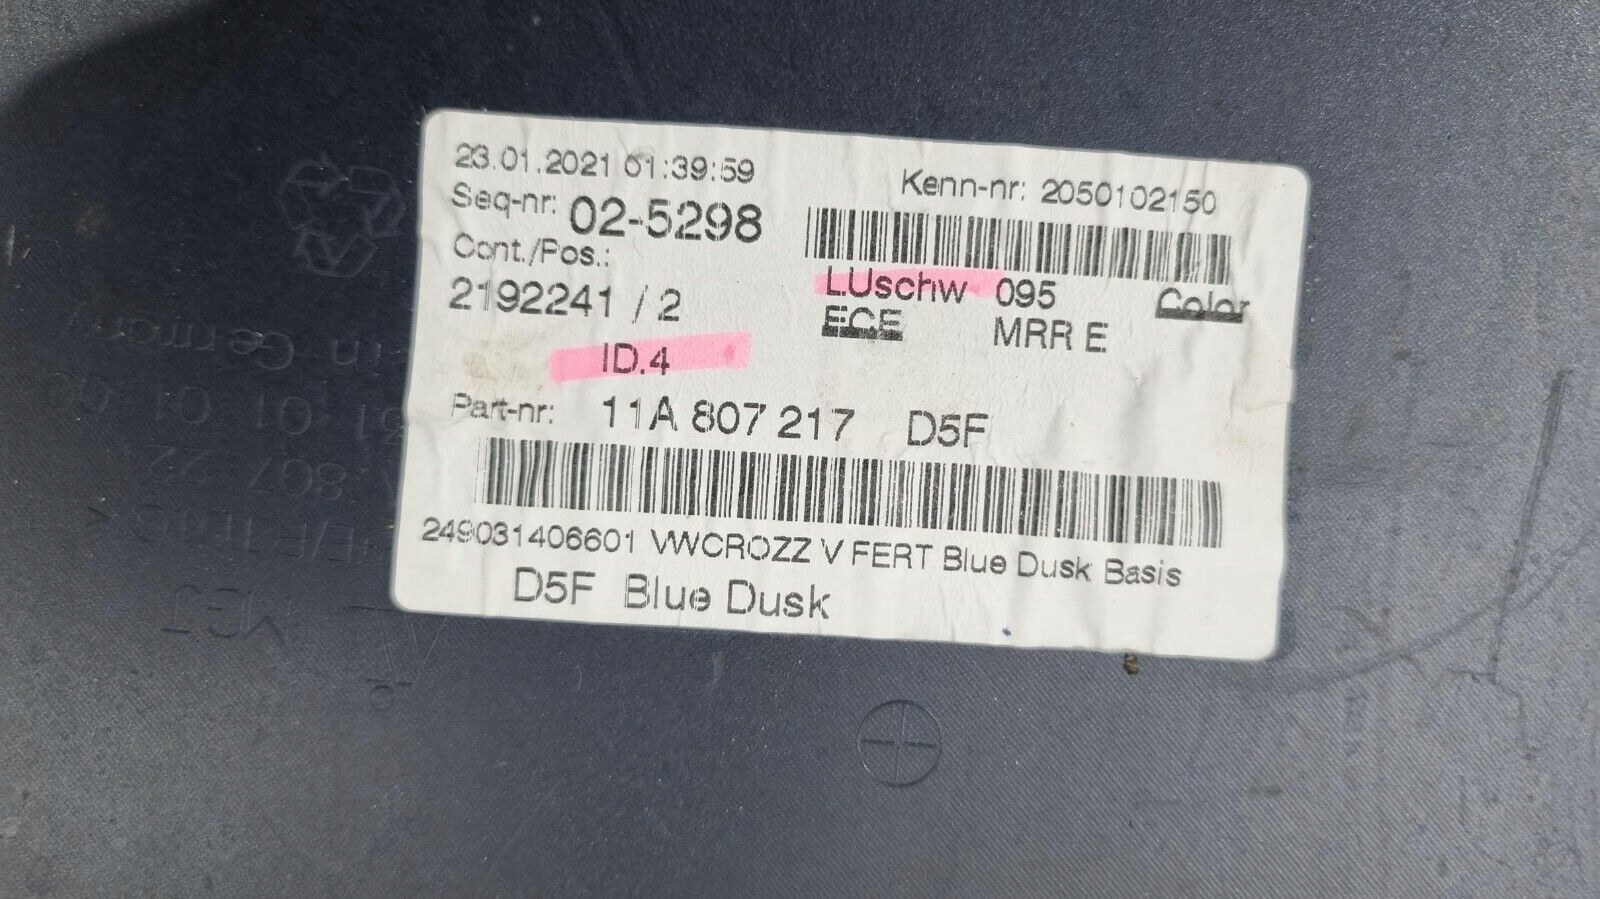 23.01.2021 01:39:59
Kenn-nr: 2050102150
Seq-nr: 02-5298
Cont./Pos.:
2192241 / 2
LUschw 095 Color
ECE MRR E
ID.4
Part-nr: 11A 807 217 D5F
249031406601 VWCROZZ V FERT Blue Dusk Basis
D5F Blue Dusk
in Germany